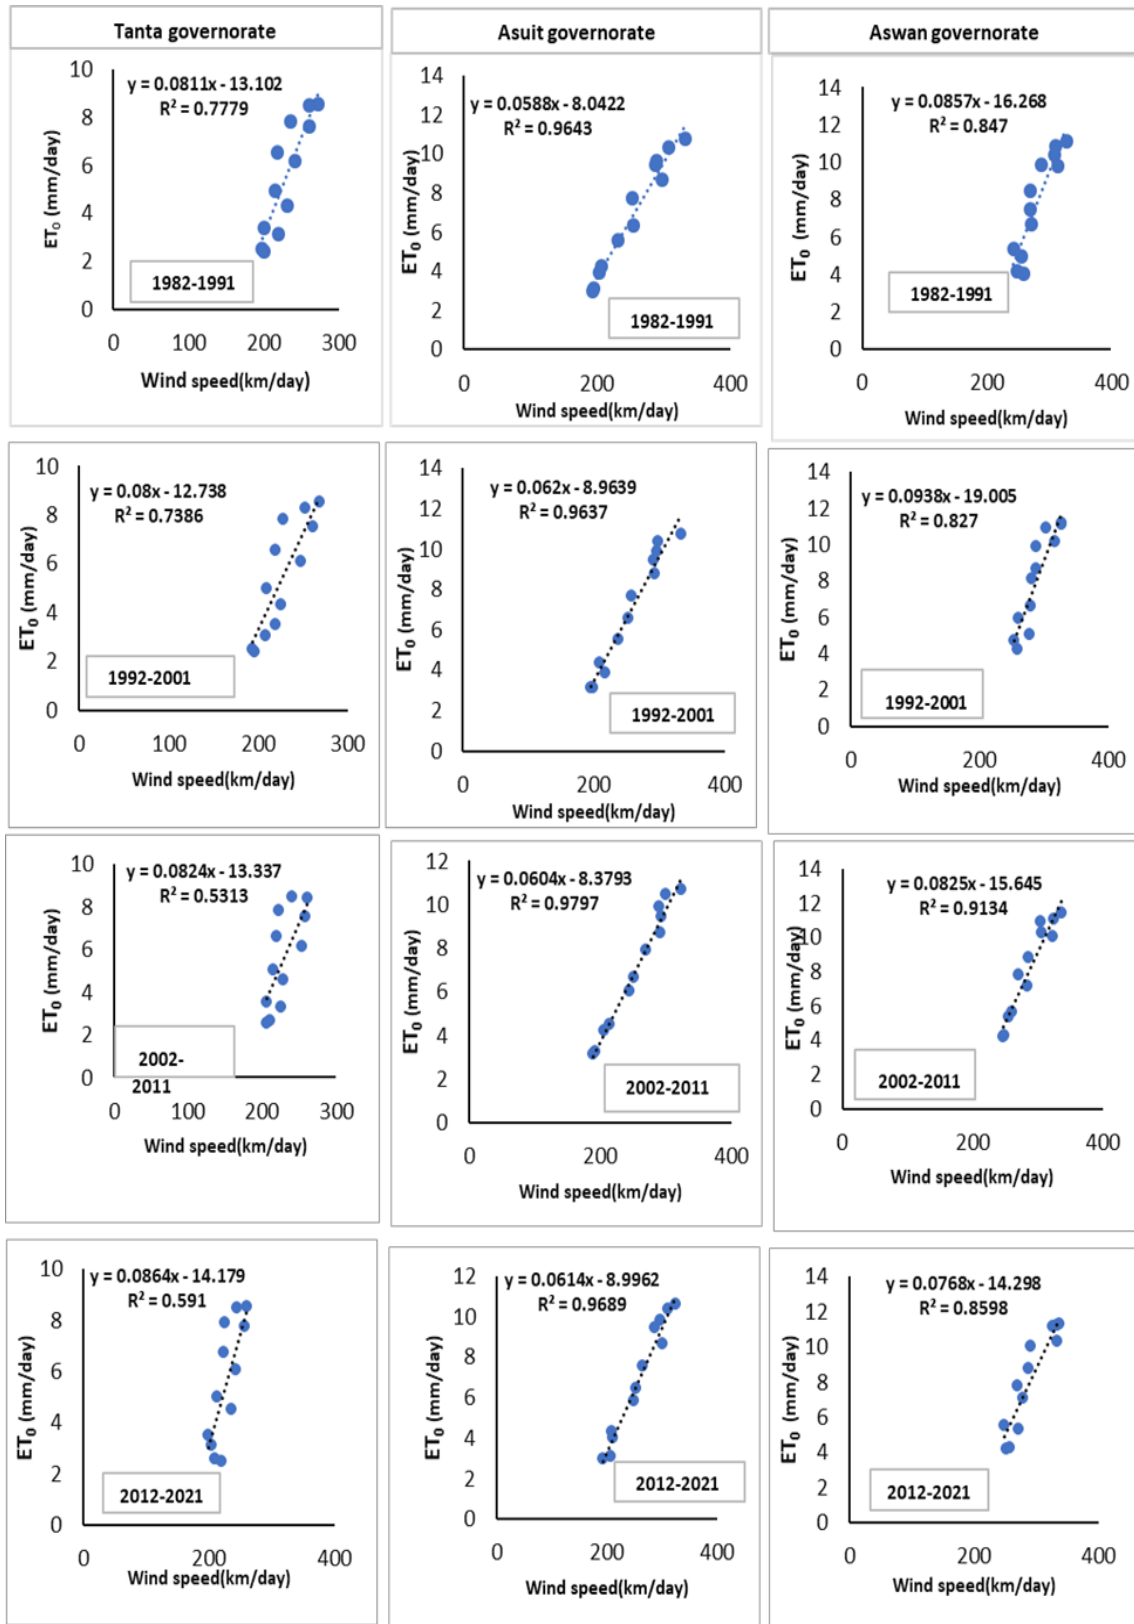 Tanta governorate
Asuit governorate
Aswan governorate
y = 0.0811x - 13.102
R² = 0.7779
ET₀ (mm/day)
10
8
6
4
2
0
1982-1991
0 100 200 300
Wind speed(km/day)
y = 0.0588x - 8.0422
R² = 0.9643
ET₀ (mm/day)
14
12
10
8
6
4
2
0
1982-1991
0 200 400
Wind speed(km/day)
y = 0.0857x - 16.268
R² = 0.847
ET₀ (mm/day)
14
12
10
8
6
4
2
0
1982-1991
0 200 400
Wind speed(km/day)
y = 0.08x - 12.738
R² = 0.7386
ET₀ (mm/day)
10
8
6
4
2
0
1992-2001
0 100 200 300
Wind speed(km/day)
y = 0.062x - 8.9639
R² = 0.9637
ET₀ (mm/day)
14
12
10
8
6
4
2
0
1992-2001
0 200 400
Wind speed(km/day)
y = 0.0938x - 19.005
R² = 0.827
ET₀ (mm/day)
14
12
10
8
6
4
2
0
1992-2001
0 200 400
Wind speed(km/day)
y = 0.0824x - 13.337
R² = 0.5313
ET₀ (mm/day)
10
8
6
4
2
0
2002-
2011
0 100 200 300
Wind speed(km/day)
y = 0.0604x - 8.3793
R² = 0.9797
ET₀ (mm/day)
12
10
8
6
4
2
0
2002-2011
0 200 400
Wind speed(km/day)
y = 0.0825x - 15.645
R² = 0.9134
ET₀ (mm/day)
14
12
10
8
6
4
2
0
2002-2011
0 200 400
Wind speed(km/day)
y = 0.0864x - 14.179
R² = 0.591
ET₀ (mm/day)
10
8
6
4
2
0
2012-2021
0 200 400
Wind speed(km/day)
y = 0.0614x - 8.9962
R² = 0.9689
ET₀ (mm/day)
12
10
8
6
4
2
0
2012-2021
0 200 400
Wind speed(km/day)
y = 0.0768x - 14.298
R² = 0.8598
ET₀ (mm/day)
14
12
10
8
6
4
2
0
2012-2021
0 200 400
Wind speed(km/day)